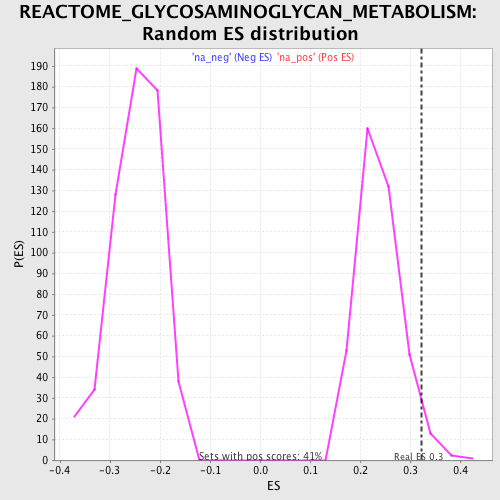 REACTOME_GLYCOSAMINOGLYCAN_METABOLISM:
Random ES distribution
'na_neg' (Neg ES) 'na_pos' (Pos ES)
190
180
170
160
150
140
130
120
110
100
90
80
70
60
50
40
30
20
10
0
P(ES)
Sets with pos scores: 41%
Real ES 0.3
-0.4 -0.3 -0.2 -0.1 0.0 0.1 0.2 0.3 0.4
ES